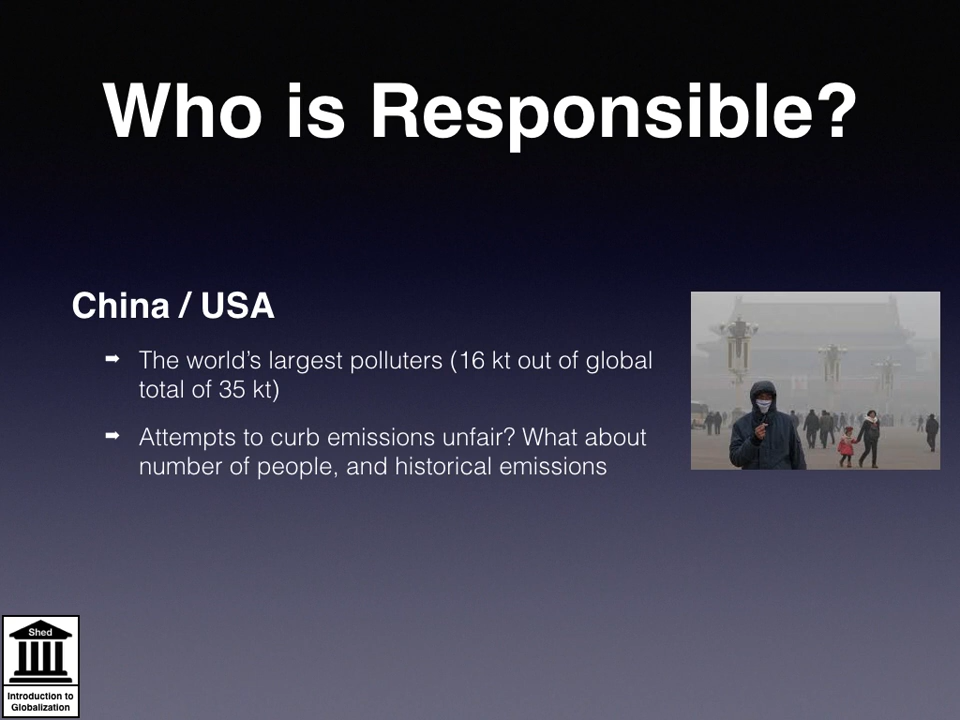 Who is Responsible?
China / USA
➡ The world’s largest polluters (16 kt out of global
total of 35 kt)
➡ Attempts to curb emissions unfair? What about
number of people, and historical emissions
Shed
Introduction to
Globalization